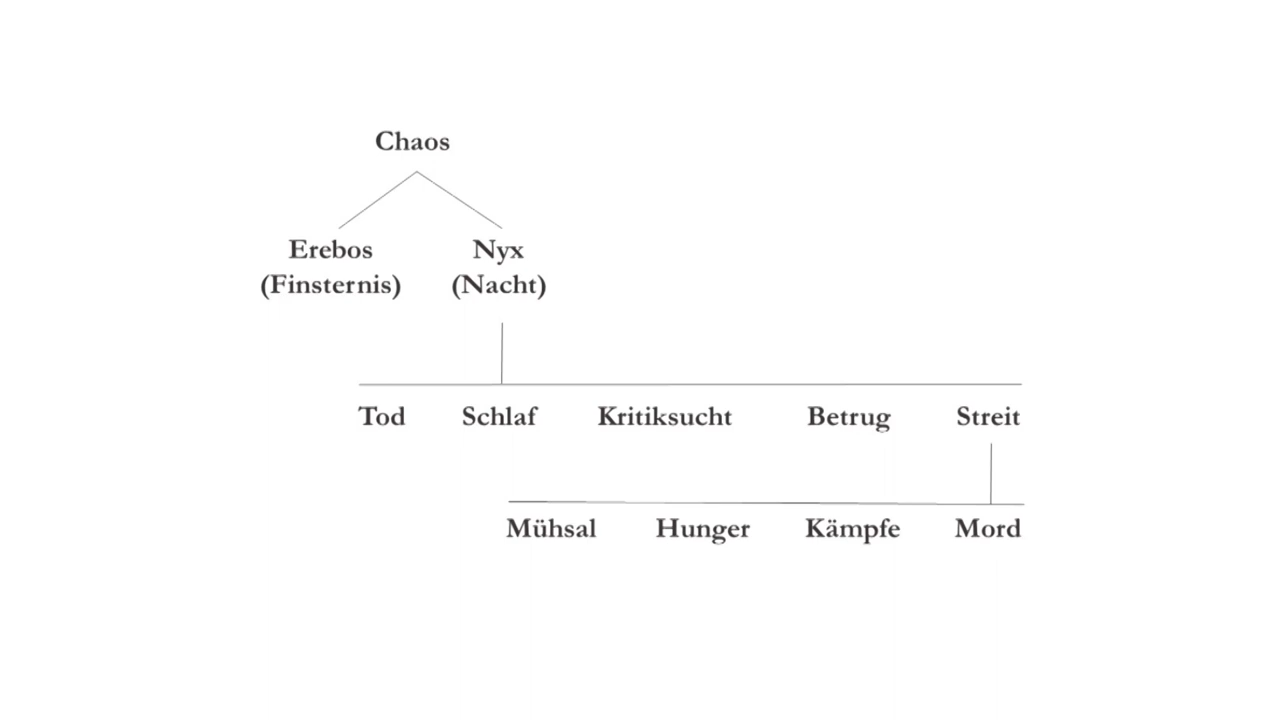 Chaos
Erebos Nyx
(Finsternis) (Nacht)
Tod Schlaf Kritiksucht Betrug Streit
Mühsal Hunger Kämpfe Mord